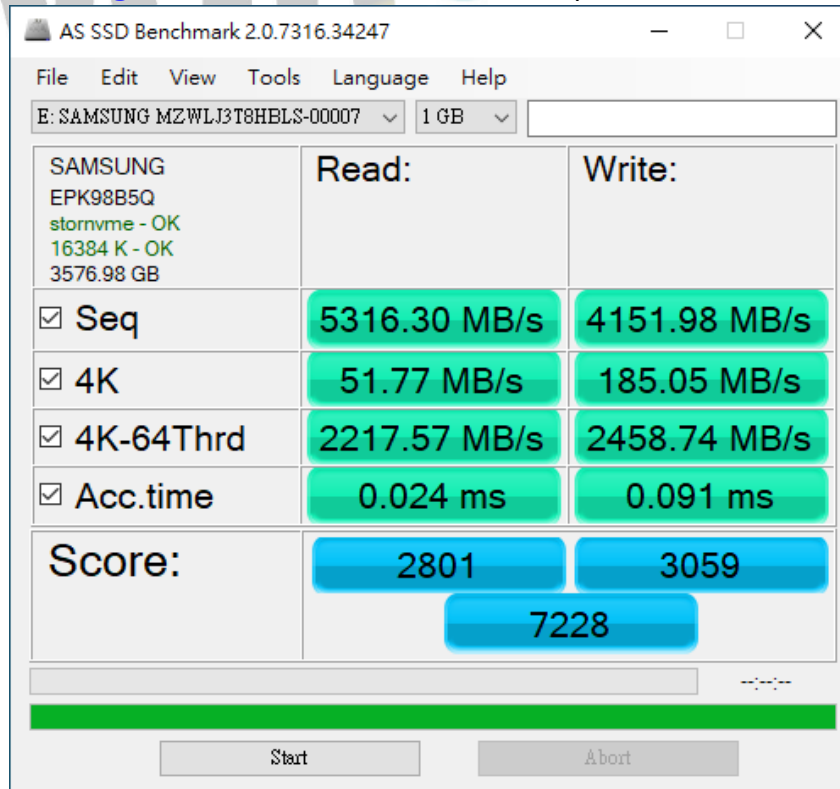 AS SSD Benchmark 2.0.7316.34247
File Edit View Tools Language Help
E: SAMSUNG MZWLJ3T8HBLS-00007 1 GB
SAMSUNG
EPK98B5Q
stornvme - OK
16384 K - OK
3576.98 GB
Read: Write:
Seq 5316.30 MB/s 4151.98 MB/s
4K 51.77 MB/s 185.05 MB/s
4K-64Thrd 2217.57 MB/s 2458.74 MB/s
Acc.time 0.024 ms 0.091 ms
Score: 2801 3059
7228
--:--:--
Start Abort